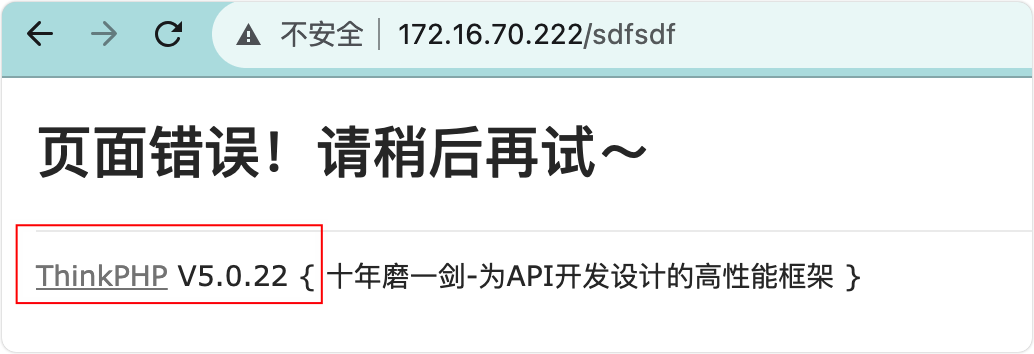 不安全 172.16.70.222/sdfsdf
页面错误！请稍后再试～
ThinkPHP V5.0.22 { 十年磨一剑-为API开发设计的高性能框架 }